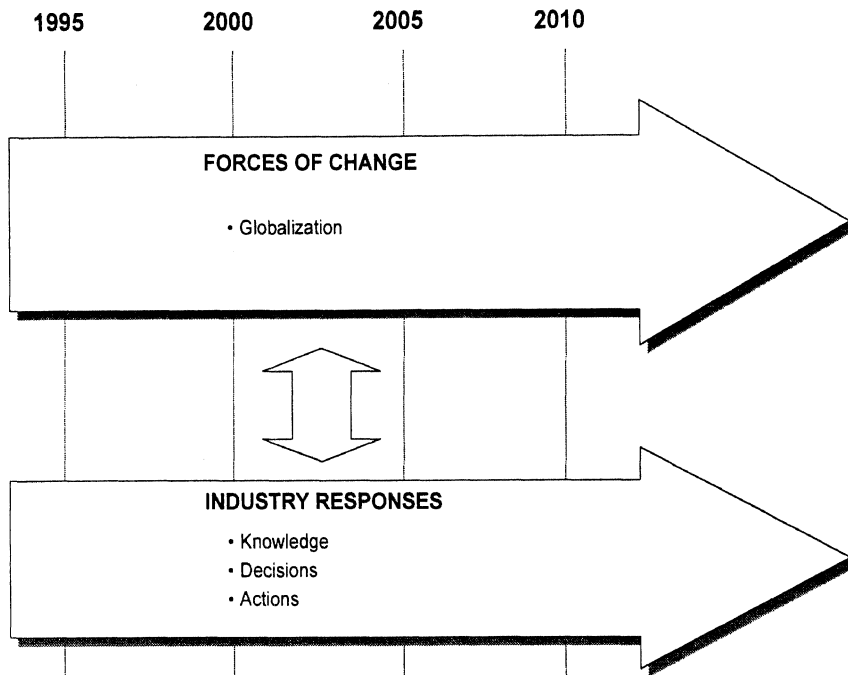 1995 2000 2005 2010
FORCES OF CHANGE
• Globalization
INDUSTRY RESPONSES
• Knowledge
• Decisions
• Actions